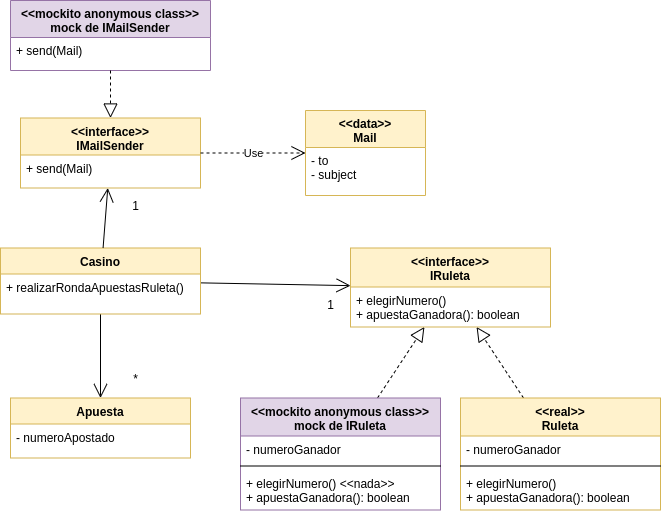 <<mockito anonymous class>>
mock de IMailSender
+ send(Mail)
<<interface>>
IMailSender
+ send(Mail)
Use
<<data>>
Mail
- to
- subject
1
Casino
+ realizarRondaApuestasRuleta()
1
<<interface>>
IRuleta
+ elegirNumero()
+ apuestaGanadora(): boolean
*
Apuesta
- numeroApostado
<<mockito anonymous class>>
mock de IRuleta
- numeroGanador
+ elegirNumero() <<nada>>
+ apuestaGanadora(): boolean
<<real>>
Ruleta
- numeroGanador
+ elegirNumero()
+ apuestaGanadora(): boolean